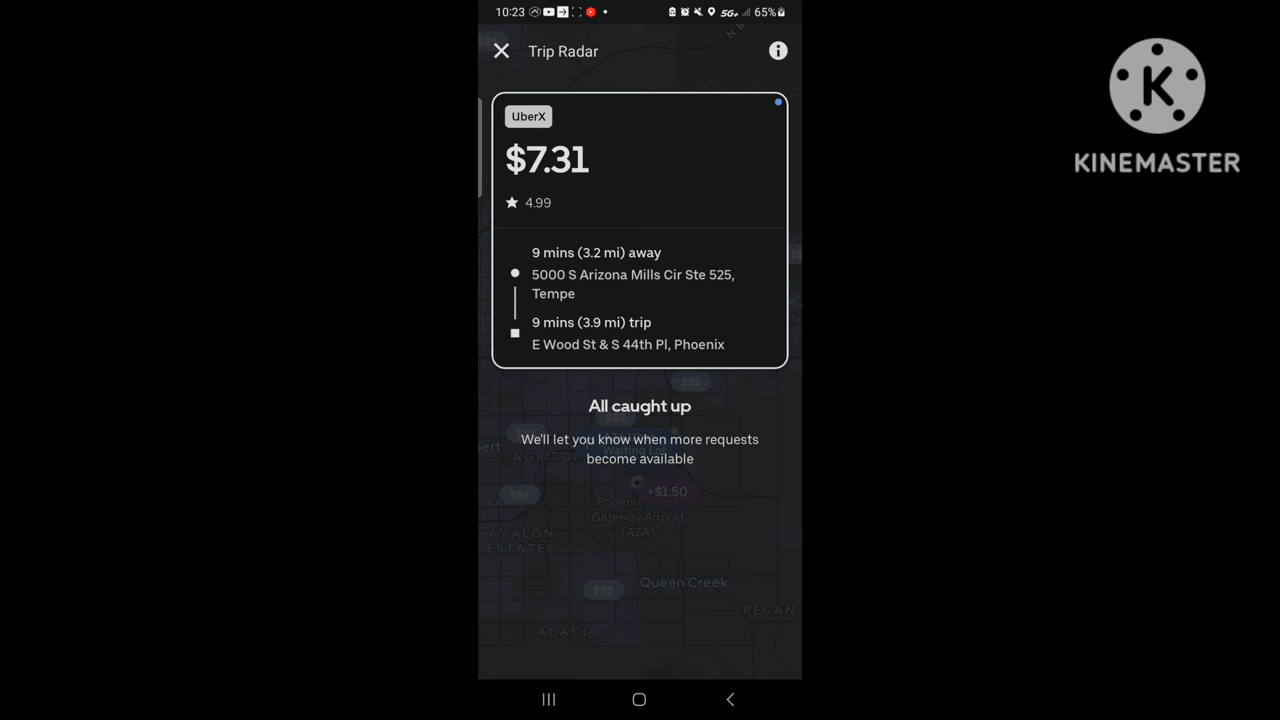 10:23
5G+
65%
Trip Radar
UberX
$7.31
4.99
9 mins (3.2 mi) away
5000 S Arizona Mills Cir Ste 525,
Tempe
9 mins (3.9 mi) trip
E Wood St & S 44th Pl, Phoenix
$$$
All caught up
$$$
We'll let you know when more requests
become available
Waiting Lot
$$$
+$1.50
Phoenix
Gateway Airport
(AZA)
AVALON
ESTATES
Queen Creek
$$$
PECAN
ACACIA
K
KINEMASTER